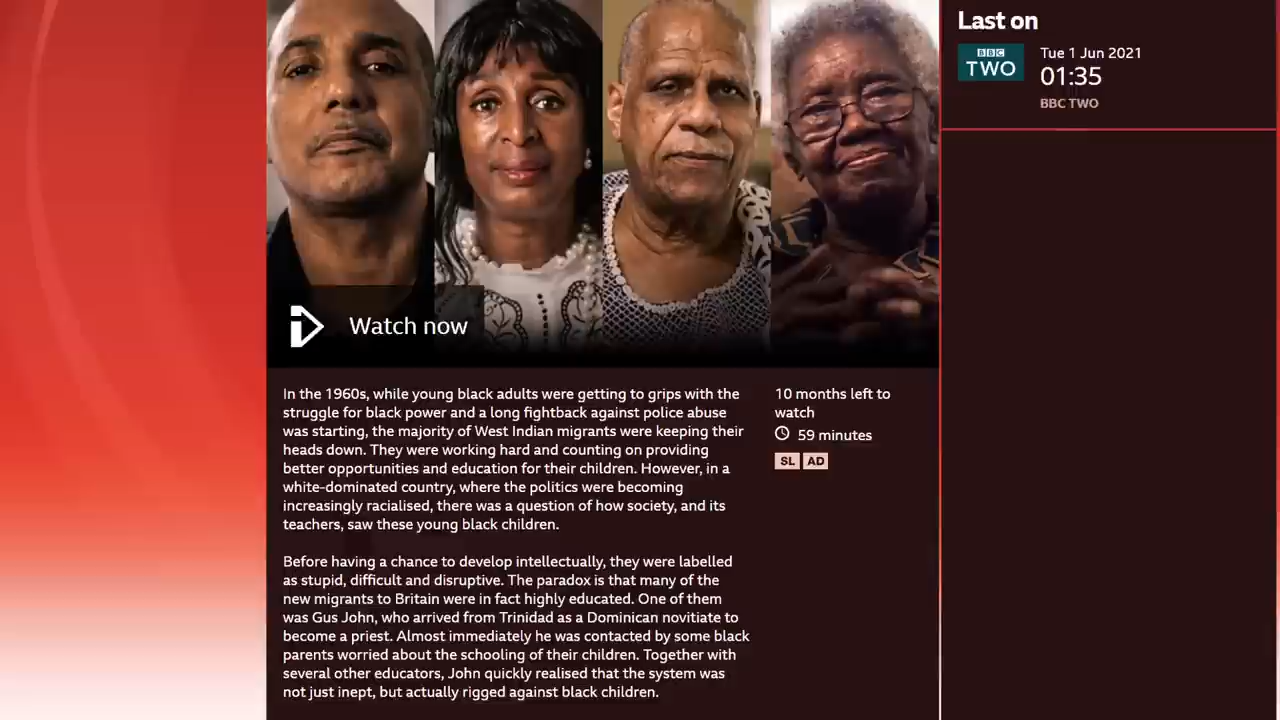 Last on
BBC
TWO
Tue 1 Jun 2021
01:35
BBC TWO
Watch now
In the 1960s, while young black adults were getting to grips with the
struggle for black power and a long fightback against police abuse
was starting, the majority of West Indian migrants were keeping their
heads down. They were working hard and counting on providing
better opportunities and education for their children. However, in a
white-dominated country, where the politics were becoming
increasingly racialised, there was a question of how society, and its
teachers, saw these young black children.
Before having a chance to develop intellectually, they were labelled
as stupid, difficult and disruptive. The paradox is that many of the
new migrants to Britain were in fact highly educated. One of them
was Gus John, who arrived from Trinidad as a Dominican novitiate to
become a priest. Almost immediately he was contacted by some black
parents worried about the schooling of their children. Together with
several other educators, John quickly realised that the system was
not just inept, but actually rigged against black children.
10 months left to
watch
59 minutes
SL AD